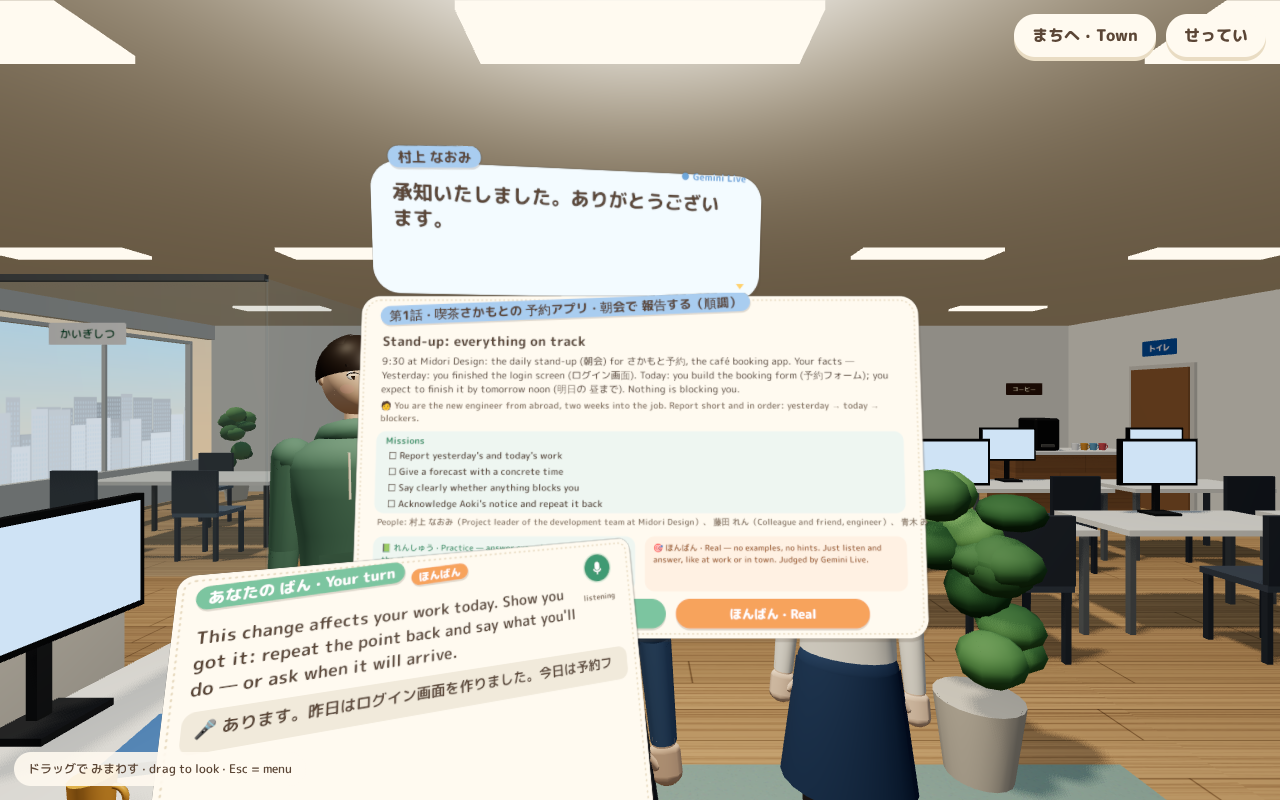 まちへ · Town
せってい
村上 なおみ
Gemini Live
承知いたしました。ありがとうござい
ます。
かいぎしつ
トイレ
コーヒー
第1話 · 喫茶さかもとの 予約アプリ · 朝会で 報告する（順調）
Stand-up: everything on track
9:30 at Midori Design: the daily stand-up (朝会) for さかもと予約, the café booking app. Your facts —
Yesterday: you finished the login screen (ログイン画面). Today: you build the booking form (予約フォーム); you
expect to finish it by tomorrow noon (明日の 昼まで). Nothing is blocking you.
🧑 You are the new engineer from abroad, two weeks into the job. Report short and in order: yesterday → today →
blockers.
Missions
☐ Report yesterday's and today's work
☐ Give a forecast with a concrete time
☐ Say clearly whether anything blocks you
☐ Acknowledge Aoki's notice and repeat it back
People: 村上 なおみ（Project leader of the development team at Midori Design）、 藤田 れん（Colleague and friend, engineer）、 青木
📗 れんしゅう · Practice —
🎯 ほんばん · Real — no examples, no hints. Just listen and
answer, like at work or in town. Judged by Gemini Live.
ほんばん · Real
あなたの ばん · Your turn
ほんばん
listening
This change affects your work today. Show you
got it: repeat the point back and say what you'll
do — or ask when it will arrive.
🎤 あります。昨日はログイン画面を作りました。今日は予約フ
ドラッグで みまわす · drag to look · Esc = menu